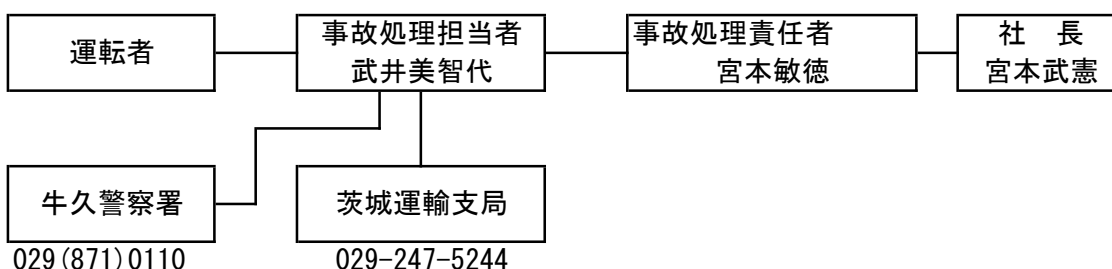 運転者
事故処理担当者
武井美智代
事故処理責任者
宮本敏徳
社　長
宮本武憲
牛久警察署
029(871)0110
茨城運輸支局
029-247-5244